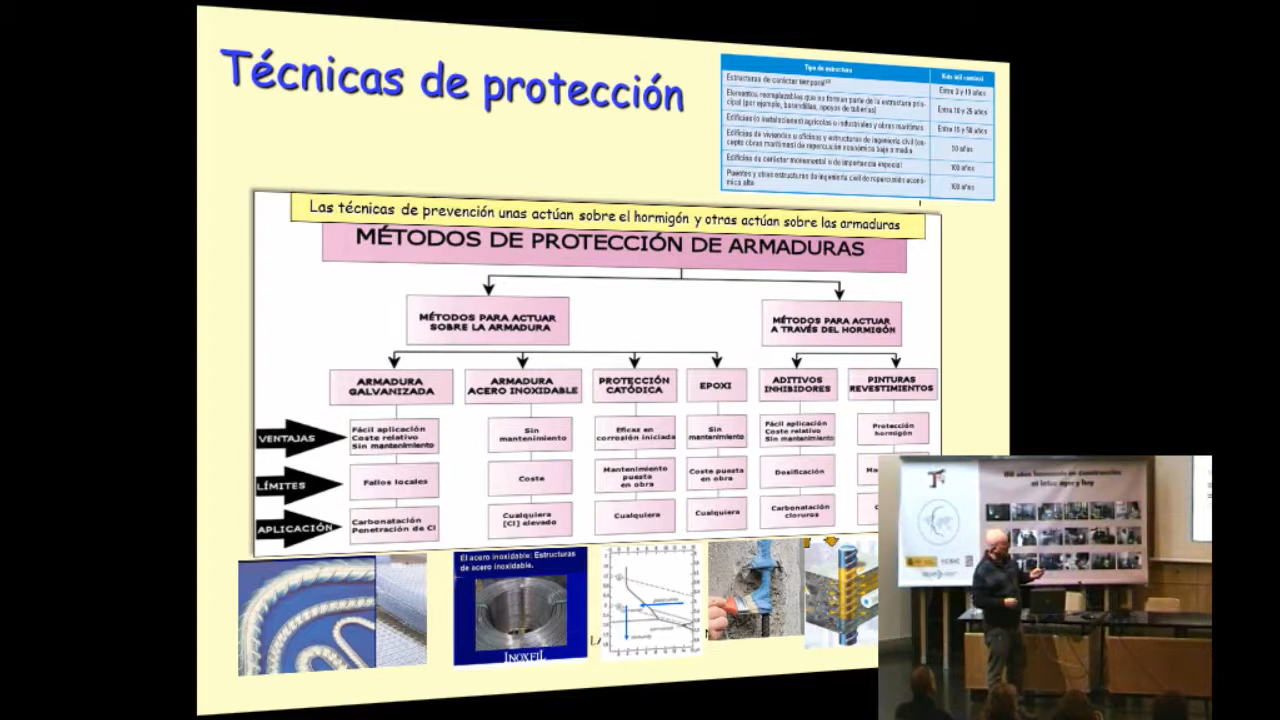 Técnicas de protección
Tipo de estructura
Vida útil nominal
Estructuras de carácter temporal
Entre 3 y 10 años
Elementos reemplazables que no forman parte de la estructura prin-
cipal (por ejemplo, barandillas, apoyos de tuberías)
Entre 10 y 25 años
Edificios (o instalaciones) agrícolas o industriales y obras marítimas
Entre 15 y 50 años
Edificios de viviendas u oficinas y estructuras de ingeniería civil (ex-
cepto obras marítimas) de repercusión económica baja o media
50 años
Edificios de carácter monumental o de importancia especial
100 años
Puentes y otras estructuras de ingeniería civil de repercusión econó-
mica alta
100 años
Las técnicas de prevención unas actúan sobre el hormigón y otras actúan sobre las armaduras
MÉTODOS DE PROTECCIÓN DE ARMADURAS
MÉTODOS PARA ACTUAR
SOBRE LA ARMADURA
MÉTODOS PARA ACTUAR
A TRAVÉS DEL HORMIGÓN
ARMADURA
GALVANIZADA
ARMADURA
ACERO INOXIDABLE
PROTECCIÓN
CATÓDICA
EPOXI
ADITIVOS
INHIBIDORES
PINTURAS
REVESTIMIENTOS
VENTAJAS
Fácil aplicación
Coste relativo
Sin mantenimiento
Sin
mantenimiento
Eficaz en
corrosión iniciada
Sin
mantenimiento
Fácil aplicación
Coste relativo
Sin mantenimiento
Protección
hormigón
LÍMITES
Fallos locales
Coste
Mantenimiento
puesta
en obra
Coste puesta
en obra
Dosificación
APLICACIÓN
Carbonatación
Penetración de Cl
Cualquiera
[Cl] elevado
Cualquiera
Cualquiera
Carbonatación
cloruros
El acero inoxidable: Estructuras
de acero inoxidable.
INOXFIL